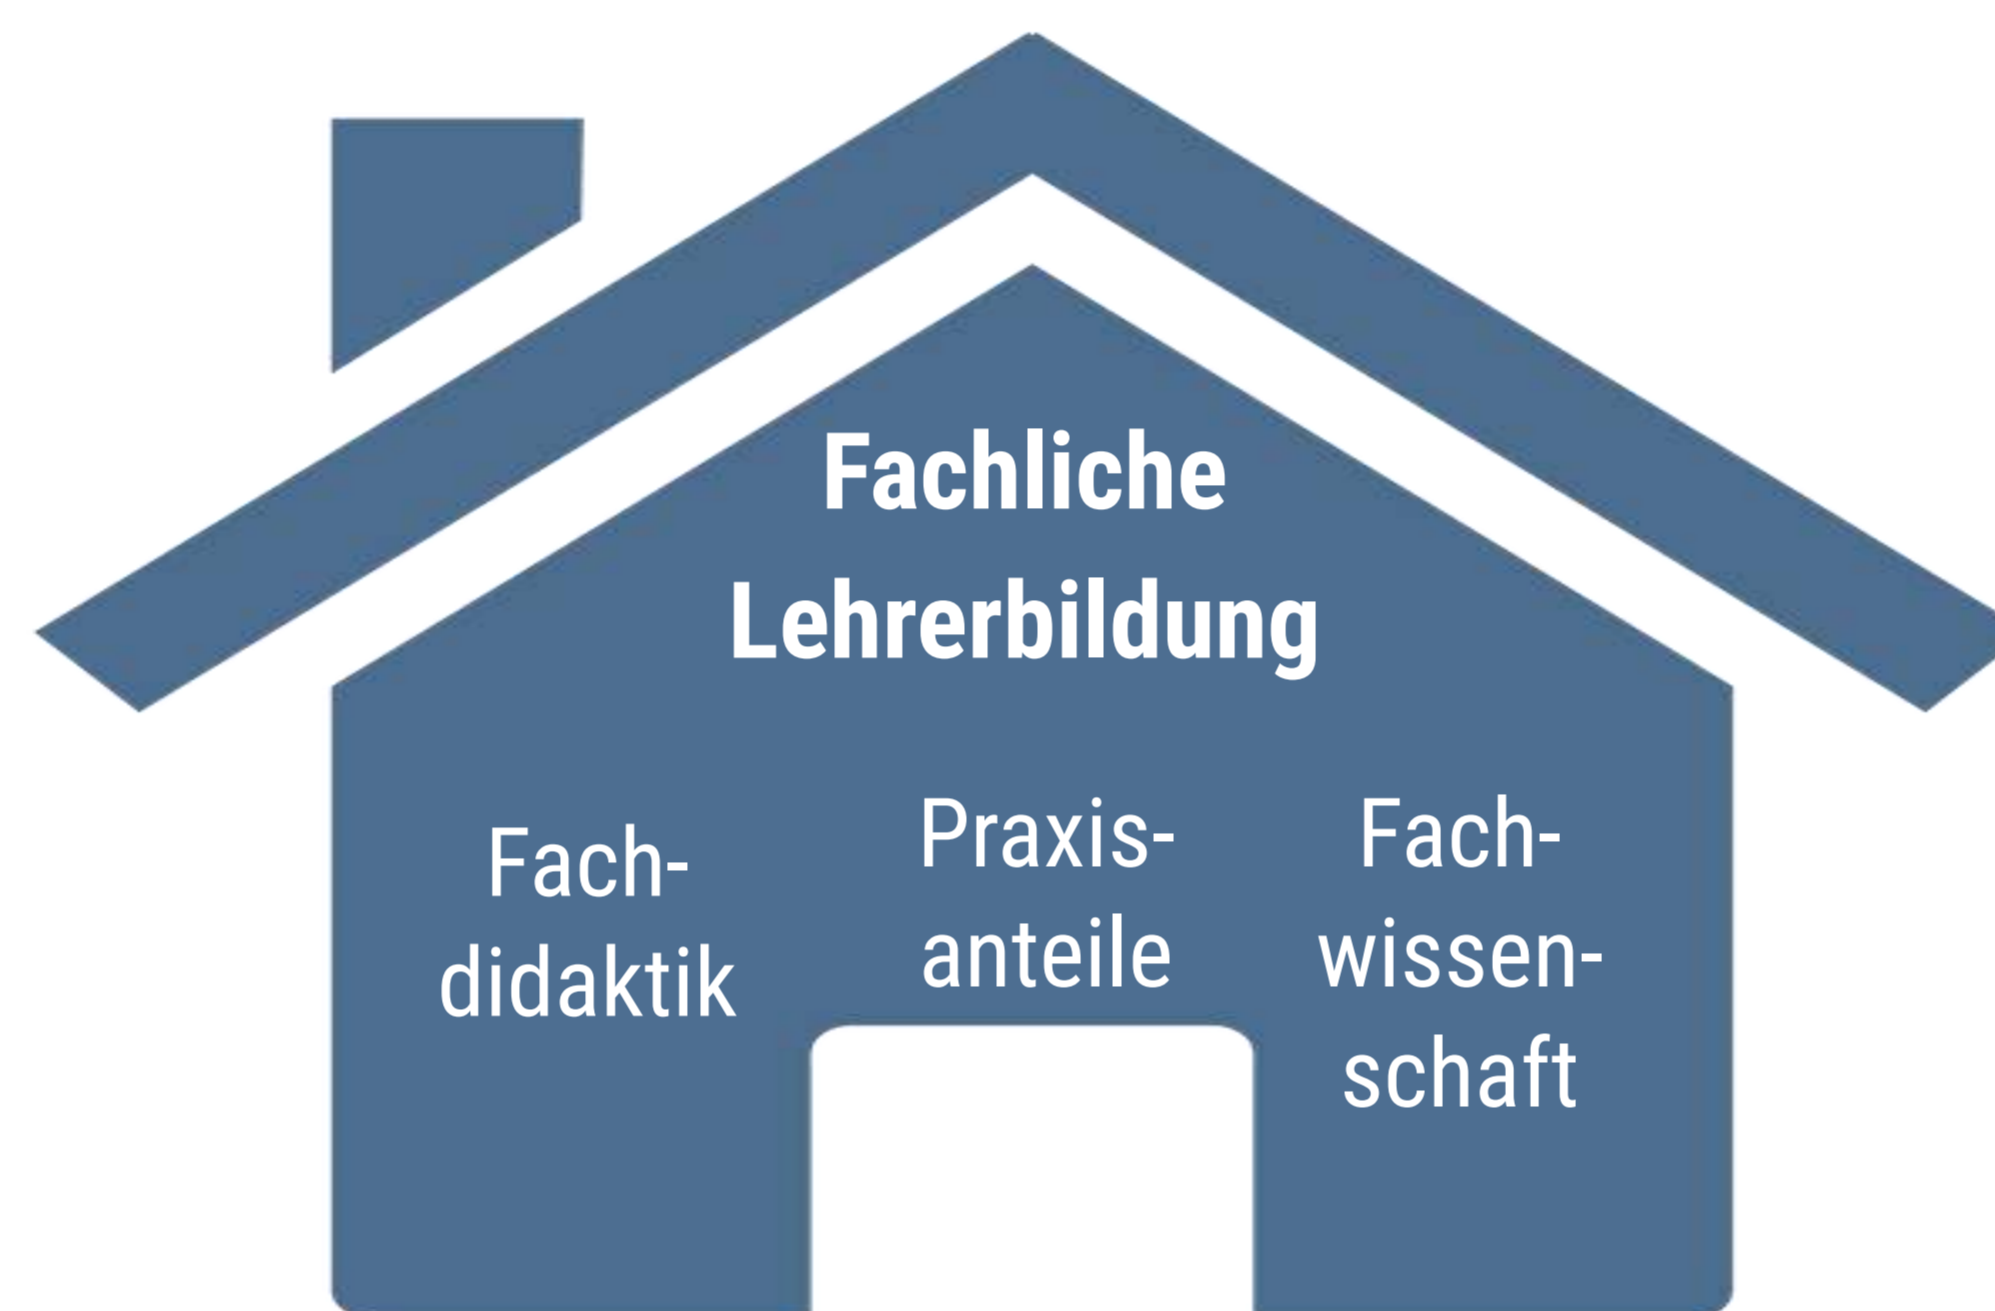 Fachliche
Lehrerbildung
Fach-
didaktik
Praxis-
anteile
Fach-
wissen-
schaft